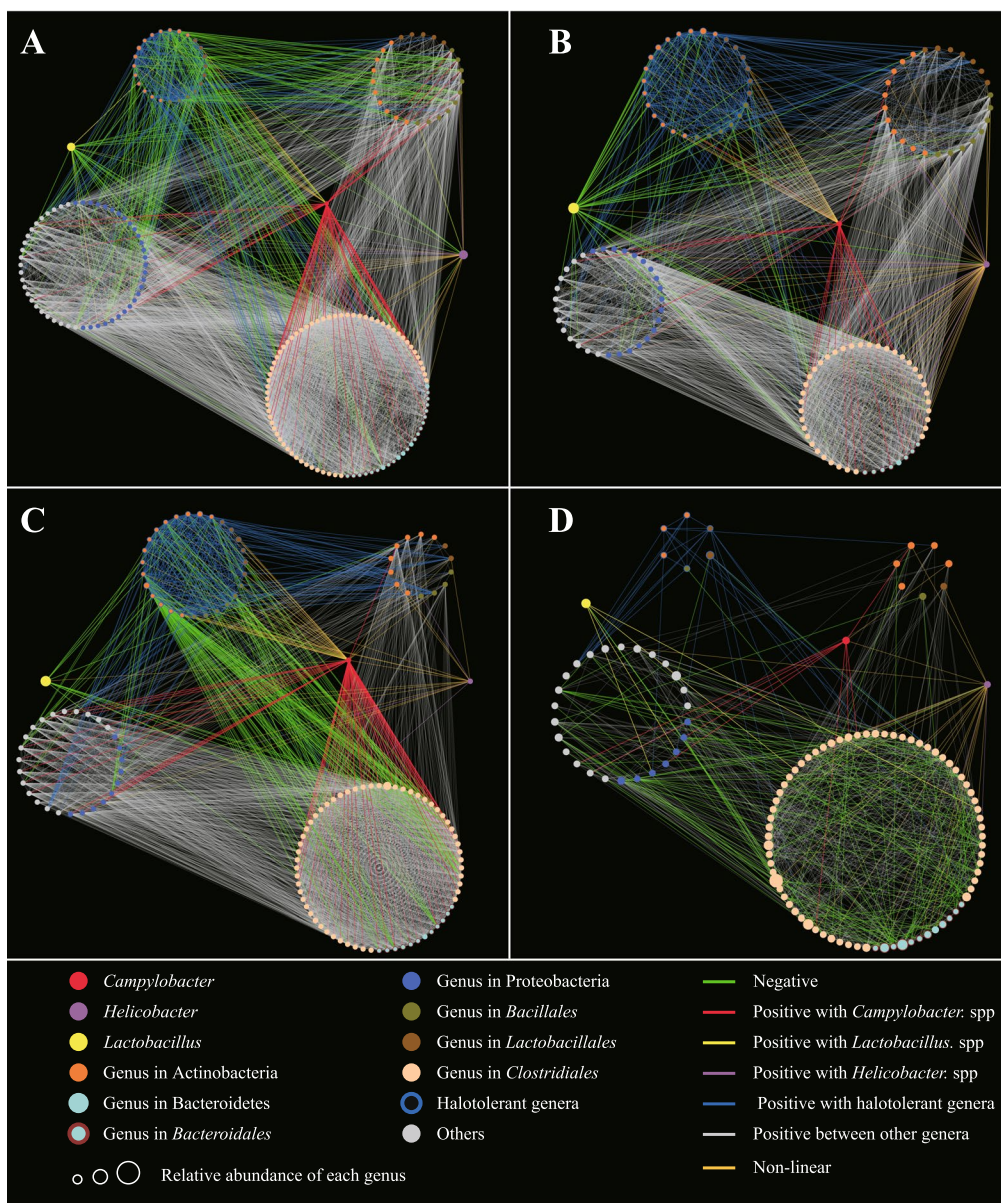 A
B
C
D
Campylobacter
Helicobacter
Lactobacillus
Genus in Actinobacteria
Genus in Bacteroidetes
Genus in Bacteroidales
Relative abundance of each genus
Genus in Proteobacteria
Genus in Bacillales
Genus in Lactobacillales
Genus in Clostridiales
Halotolerant genera
Others
Negative
Positive with Campylobacter. spp
Positive with Lactobacillus. spp
Positive with Helicobacter. spp
Positive with halotolerant genera
Positive between other genera
Non-linear